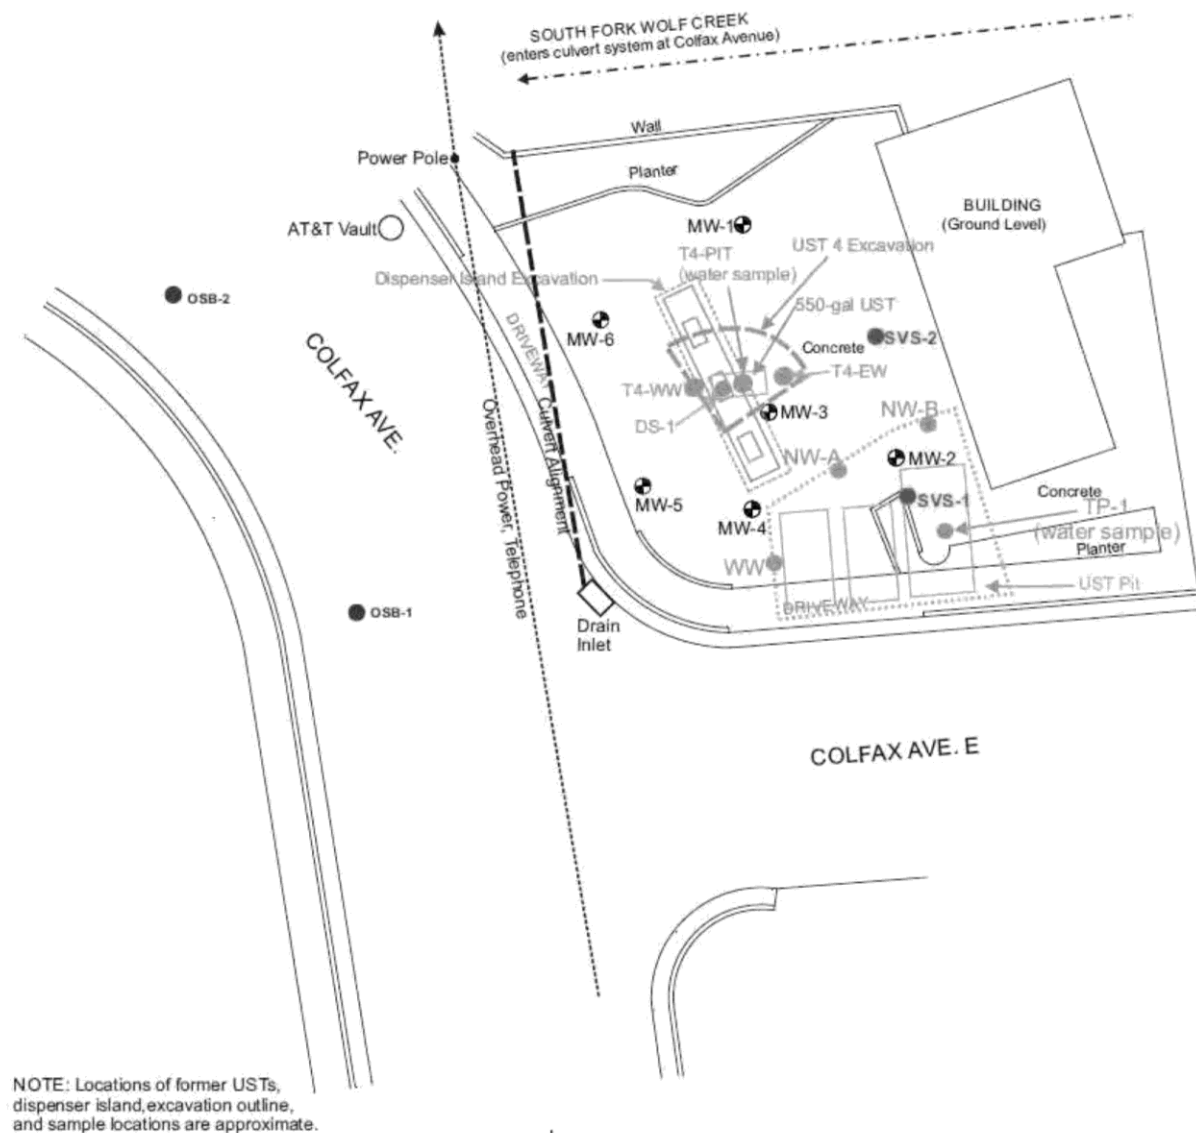 SOUTH FORK WOLF CREEK
(enters culvert system at Colfax Avenue)
Wall
Power Pole
Planter
BUILDING
(Ground Level)
AT&T Vault
MW-1
UST 4 Excavation
T4-PIT
(water sample)
Dispenser Island Excavation
OSB-2
550-gal UST
DRIVEWAY
MW-6
COLFAX AVE.
Concrete
SVS-2
T4-EW
T4-WW
DS-1
MW-3
NW-B
Overhead Power, Telephone
Culvert Alignment
NW-A
MW-2
MW-5
MW-4
SVS-1
Concrete
TP-1
(water sample)
Planter
WW
UST Pit
DRIVEWAY
OSB-1
Drain
Inlet
COLFAX AVE. E
NOTE: Locations of former USTs,
dispenser island,excavation outline,
and sample locations are approximate.